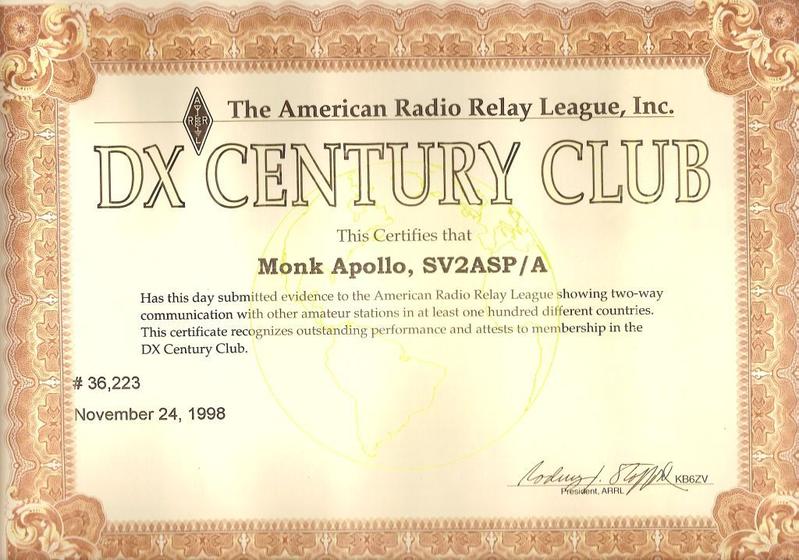 The American Radio Relay League, Inc.
ARRL
DX CENTURY CLUB
This Certifies that
Monk Apollo, SV2ASP/A
Has this day submitted evidence to the American Radio Relay League showing two-way
communication with other amateur stations in at least one hundred different countries.
This certificate recognizes outstanding performance and attests to membership in the
DX Century Club.
# 36,223
November 24, 1998
KB6ZV
President, ARRL